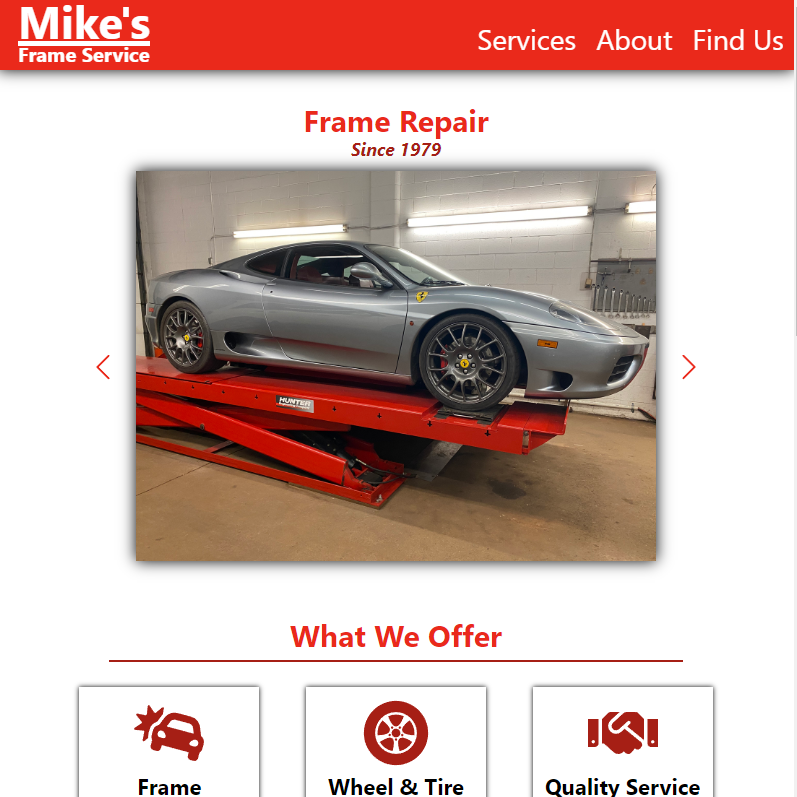 Mike's
Frame Service
Services About Find Us
Frame Repair
Since 1979
HUNTER
What We Offer
Frame
Wheel & Tire
Quality Service